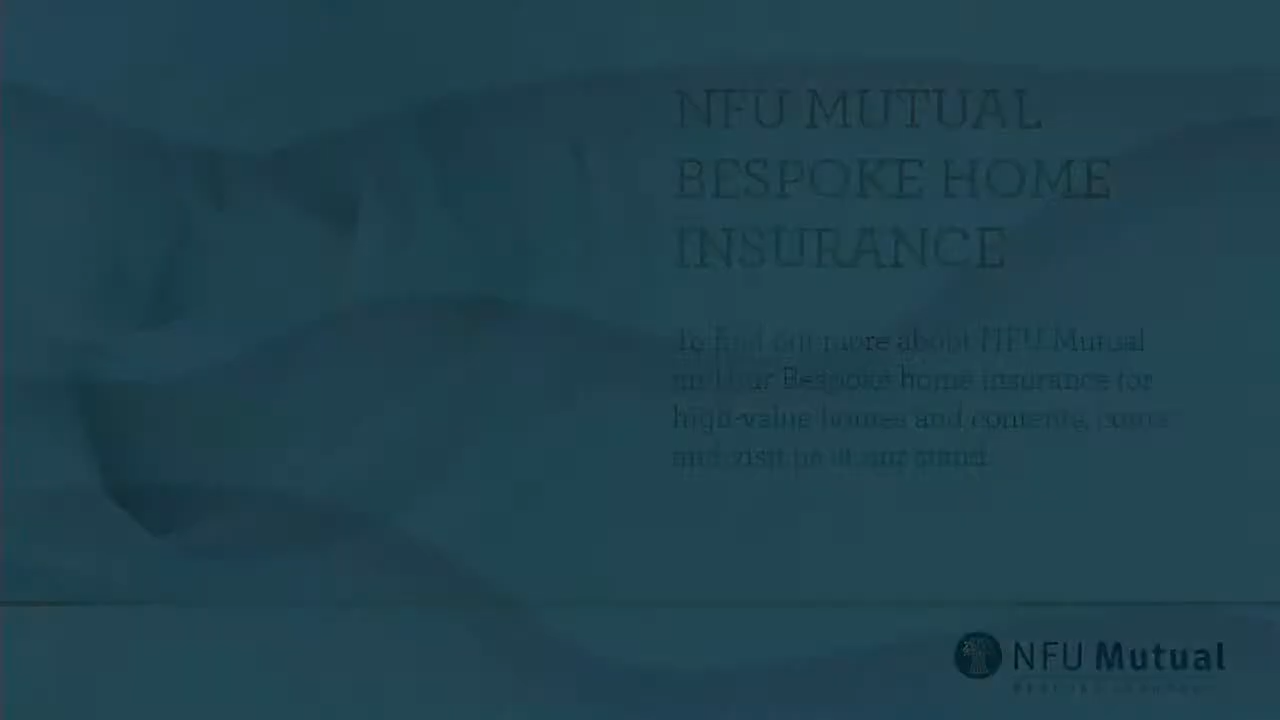 NFU MUTUAL
BESPOKE HOME
INSURANCE
To find out more about NFU Mutual
and our Bespoke home insurance for
high-value homes and contents, come
and visit us at our stand.
NFU Mutual